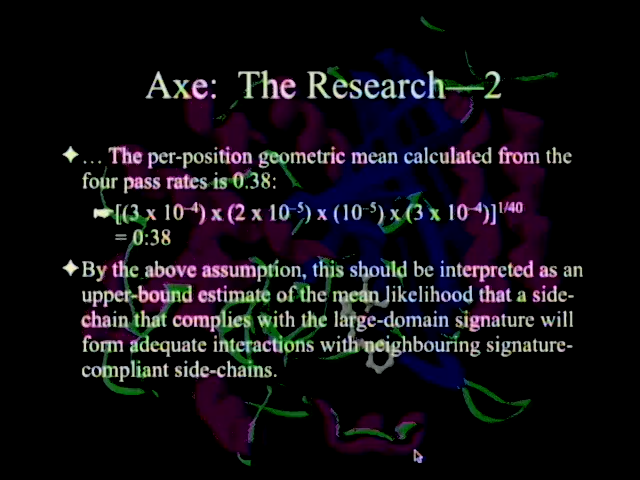 Axe: The Research—2
… The per-position geometric mean calculated from the
four pass rates is 0.38:
[(3 x 10⁻⁴) x (2 x 10⁻⁵) x (10⁻⁵) x (3 x 10⁻⁴)]¹/⁴⁰
= 0:38
By the above assumption, this should be interpreted as an
upper-bound estimate of the mean likelihood that a side-
chain that complies with the large-domain signature will
form adequate interactions with neighbouring signature-
compliant side-chains.